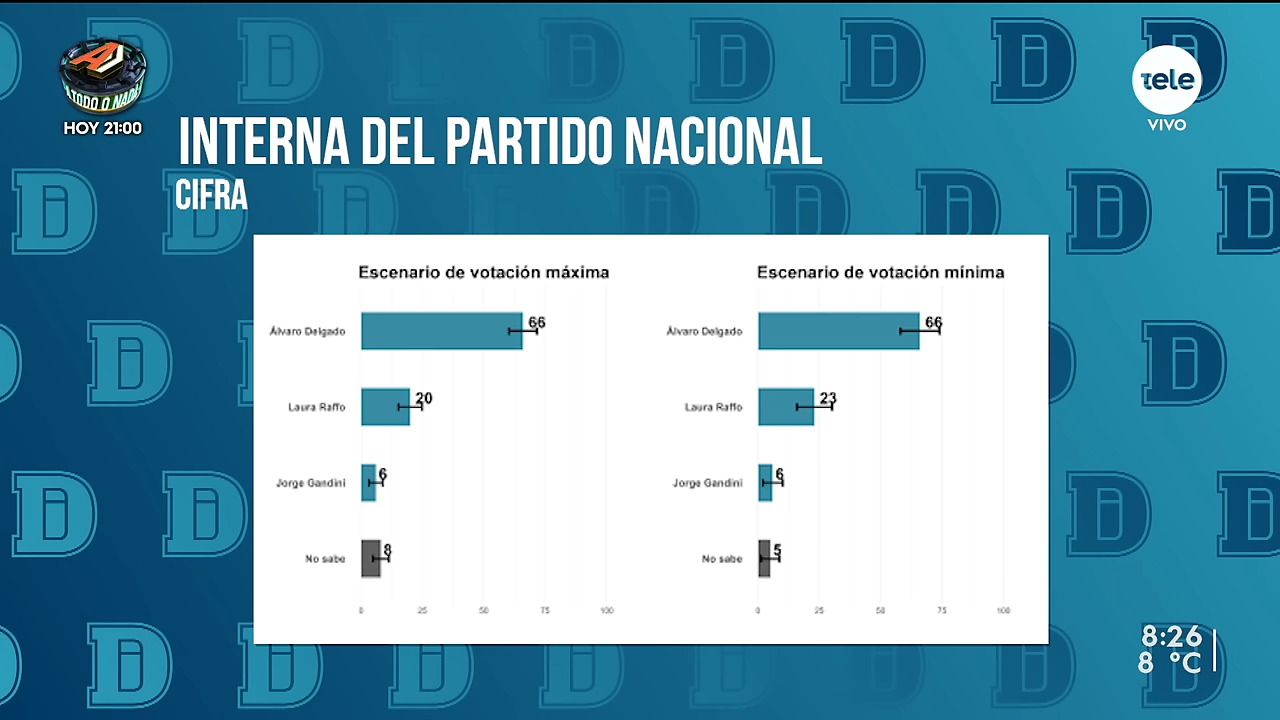 A TODO O NADA
HOY 21:00
tele
VIVO
INTERNA DEL PARTIDO NACIONAL
CIFRA
Escenario de votación máxima
Álvaro Delgado
66
Laura Raffo
20
Jorge Gandini
6
No sabe
8
0 25 50 75 100
Escenario de votación mínima
Álvaro Delgado
66
Laura Raffo
23
Jorge Gandini
6
No sabe
5
0 25 50 75 100
8:26
8 °C